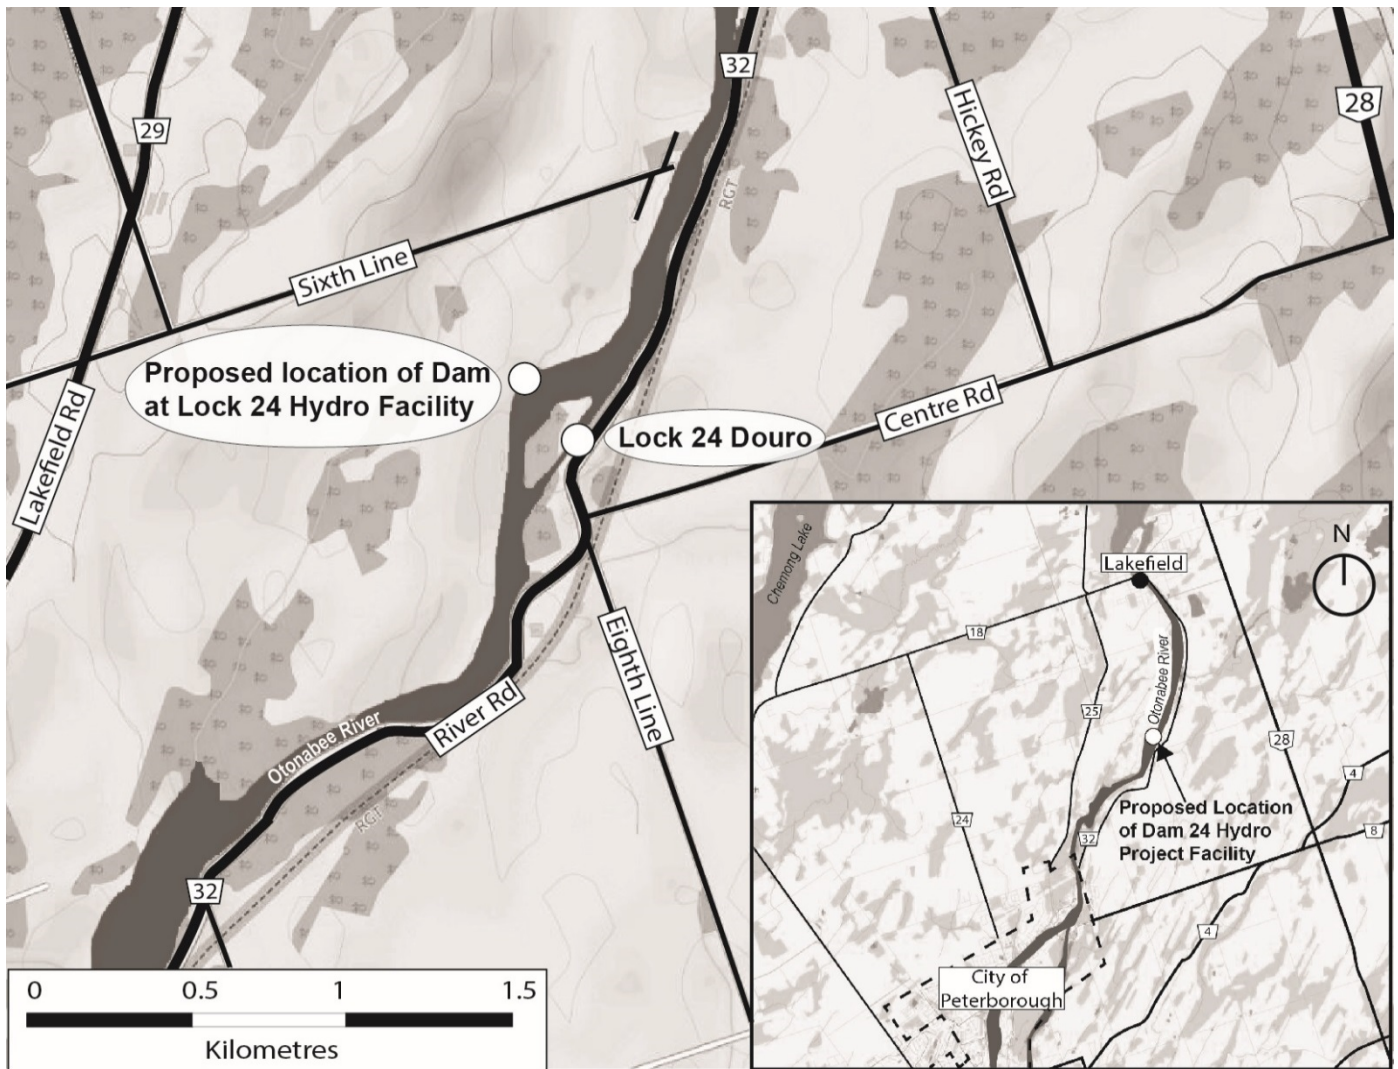 32
29
Hickey Rd
28
RGT
Sixth Line
Proposed location of Dam
at Lock 24 Hydro Facility
Lock 24 Douro
Centre Rd
Lakefield Rd
Eighth Line
River Rd
Otonabee River
RGT
32
0 0.5 1 1.5
Kilometres
N
Chemong Lake
Lakefield
18
Otonabee River
25
28
4
Proposed Location
of Dam 24 Hydro
Project Facility
24
32
8
4
City of
Peterborough